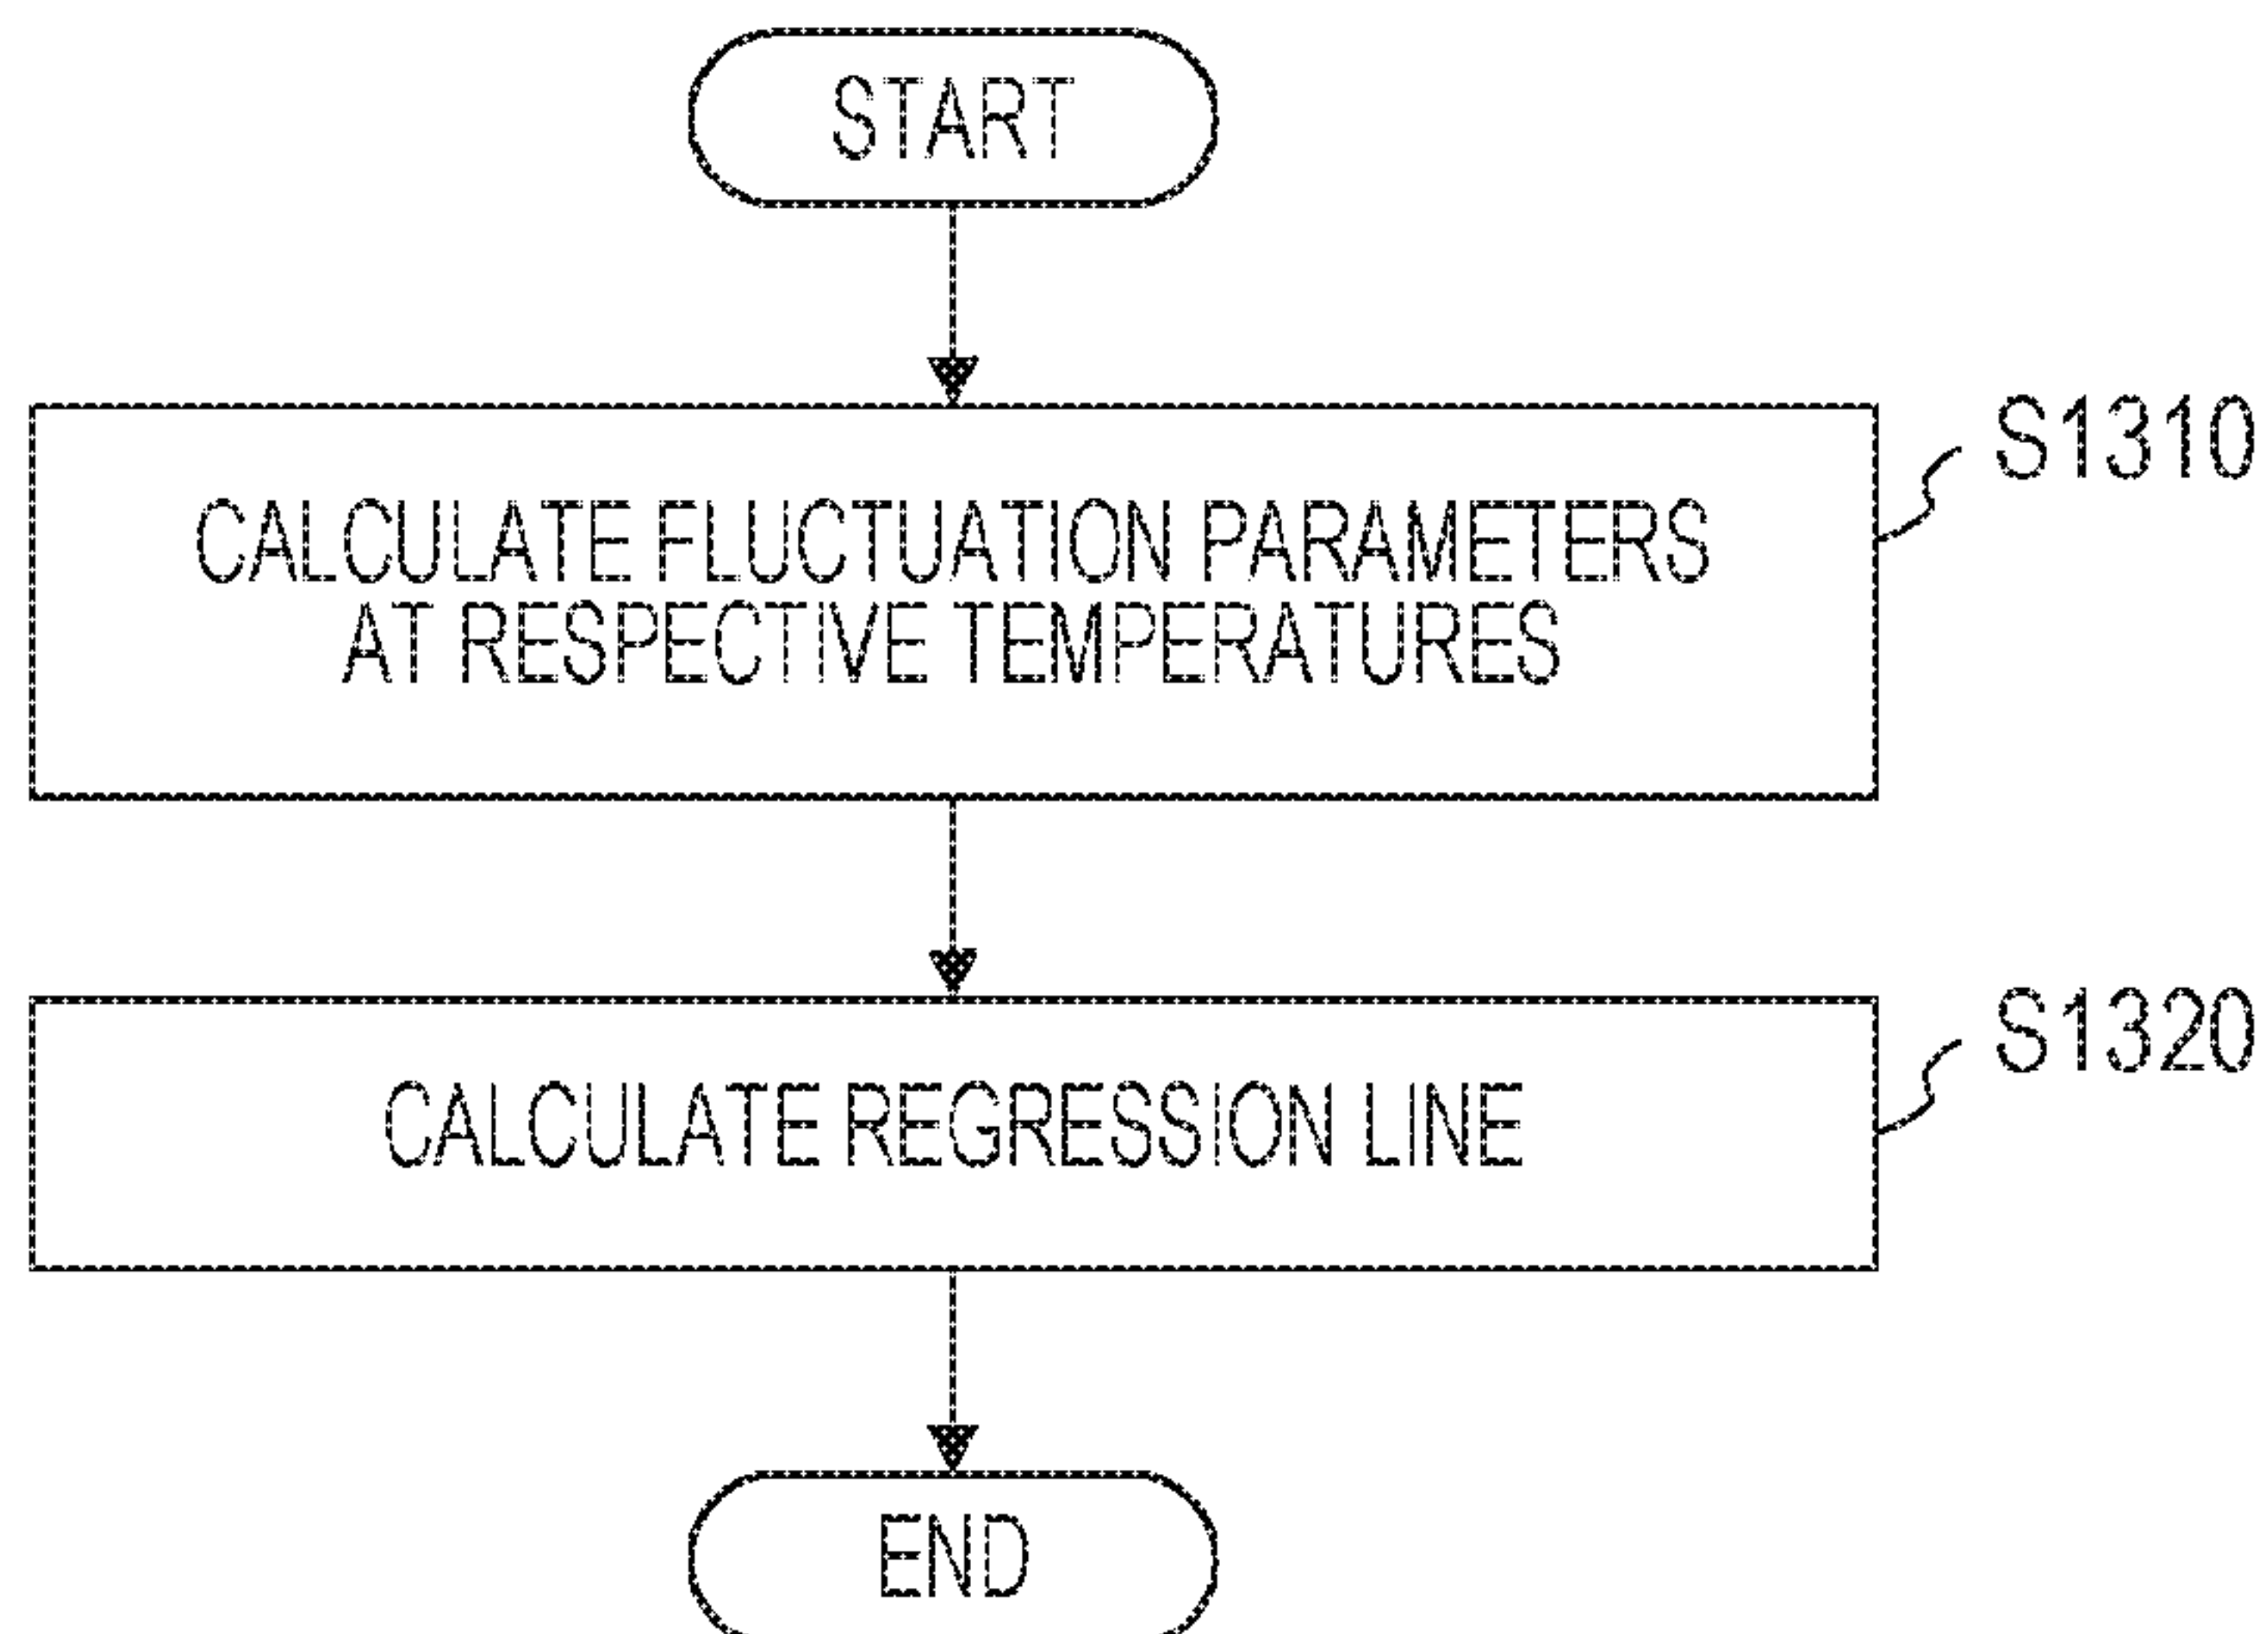 START
S1310
CALCULATE FLUCTUATION PARAMETERS
AT RESPECTIVE TEMPERATURES
S1320
CALCULATE REGRESSION LINE
END